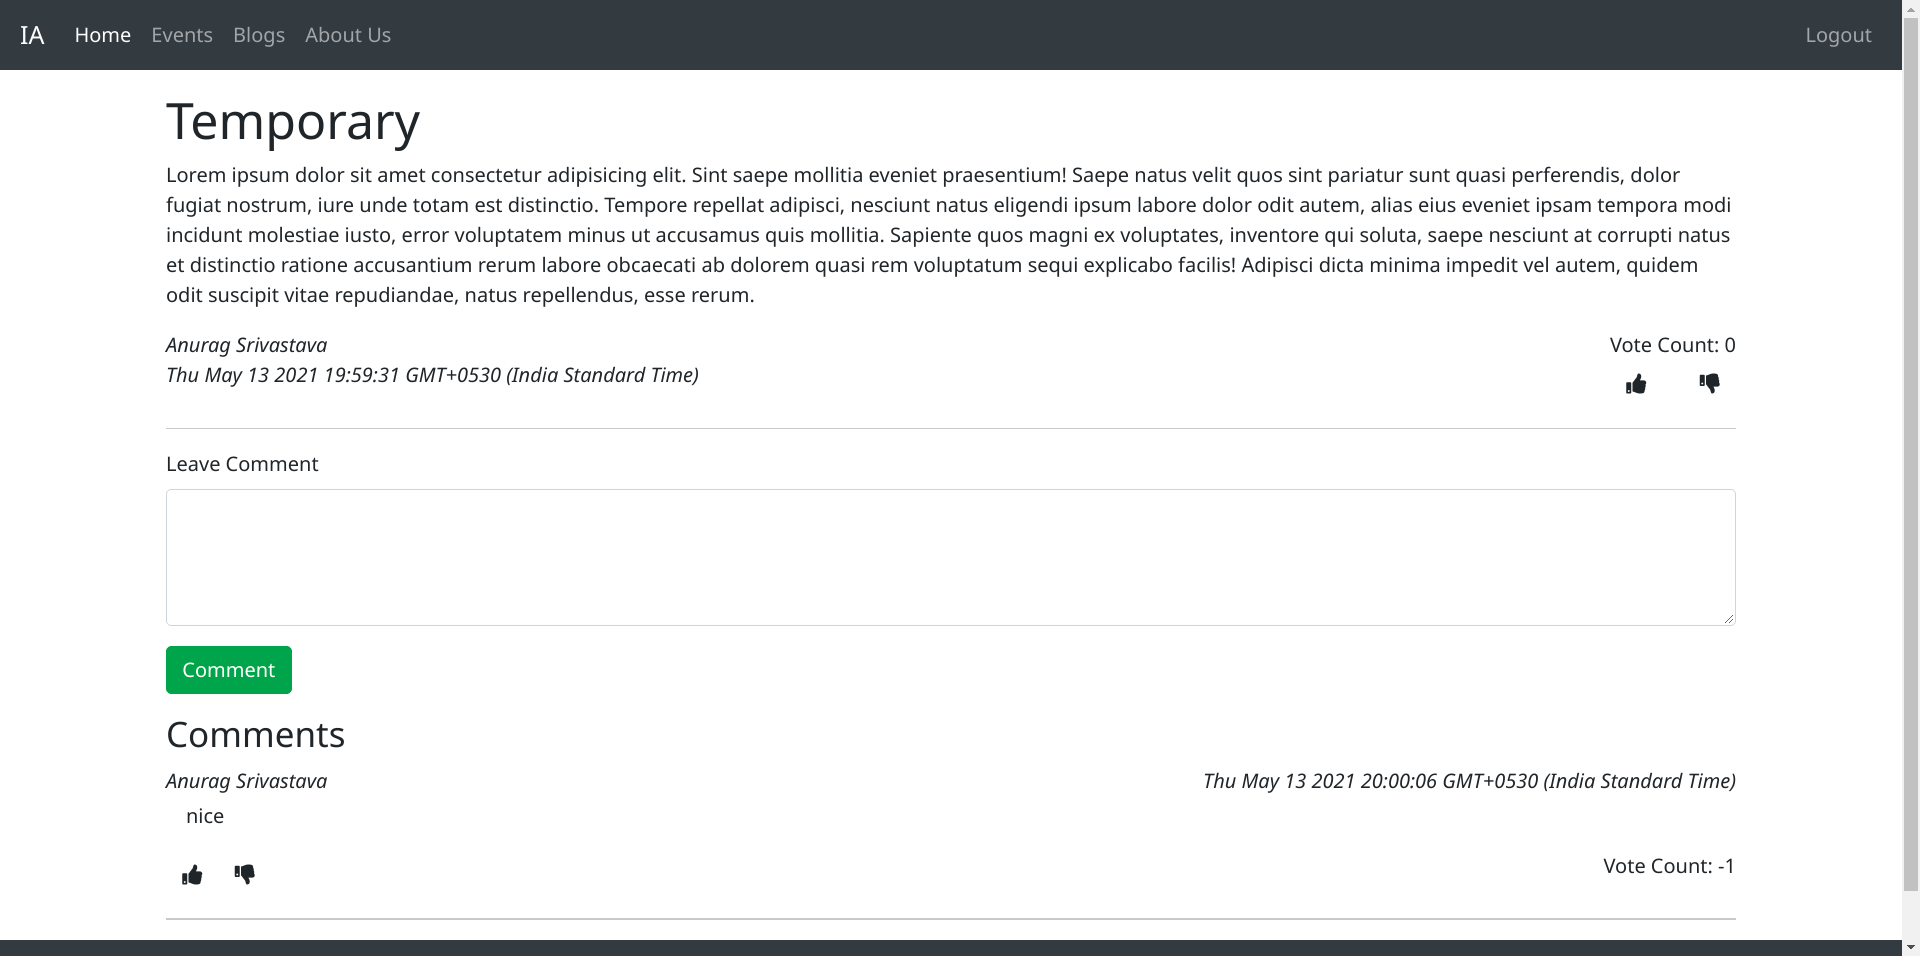 IA Home Events Blogs About Us Logout
Temporary
Lorem ipsum dolor sit amet consectetur adipisicing elit. Sint saepe mollitia eveniet praesentium! Saepe natus velit quos sint pariatur sunt quasi perferendis, dolor
fugiat nostrum, iure unde totam est distinctio. Tempore repellat adipisci, nesciunt natus eligendi ipsum labore dolor odit autem, alias eius eveniet ipsam tempora modi
incidunt molestiae iusto, error voluptatem minus ut accusamus quis mollitia. Sapiente quos magni ex voluptates, inventore qui soluta, saepe nesciunt at corrupti natus
et distinctio ratione accusantium rerum labore obcaecati ab dolorem quasi rem voluptatum sequi explicabo facilis! Adipisci dicta minima impedit vel autem, quidem
odit suscipit vitae repudiandae, natus repellendus, esse rerum.
Anurag Srivastava Vote Count: 0
Thu May 13 2021 19:59:31 GMT+0530 (India Standard Time)
Leave Comment
Comment
Comments
Anurag Srivastava Thu May 13 2021 20:00:06 GMT+0530 (India Standard Time)
nice
Vote Count: -1